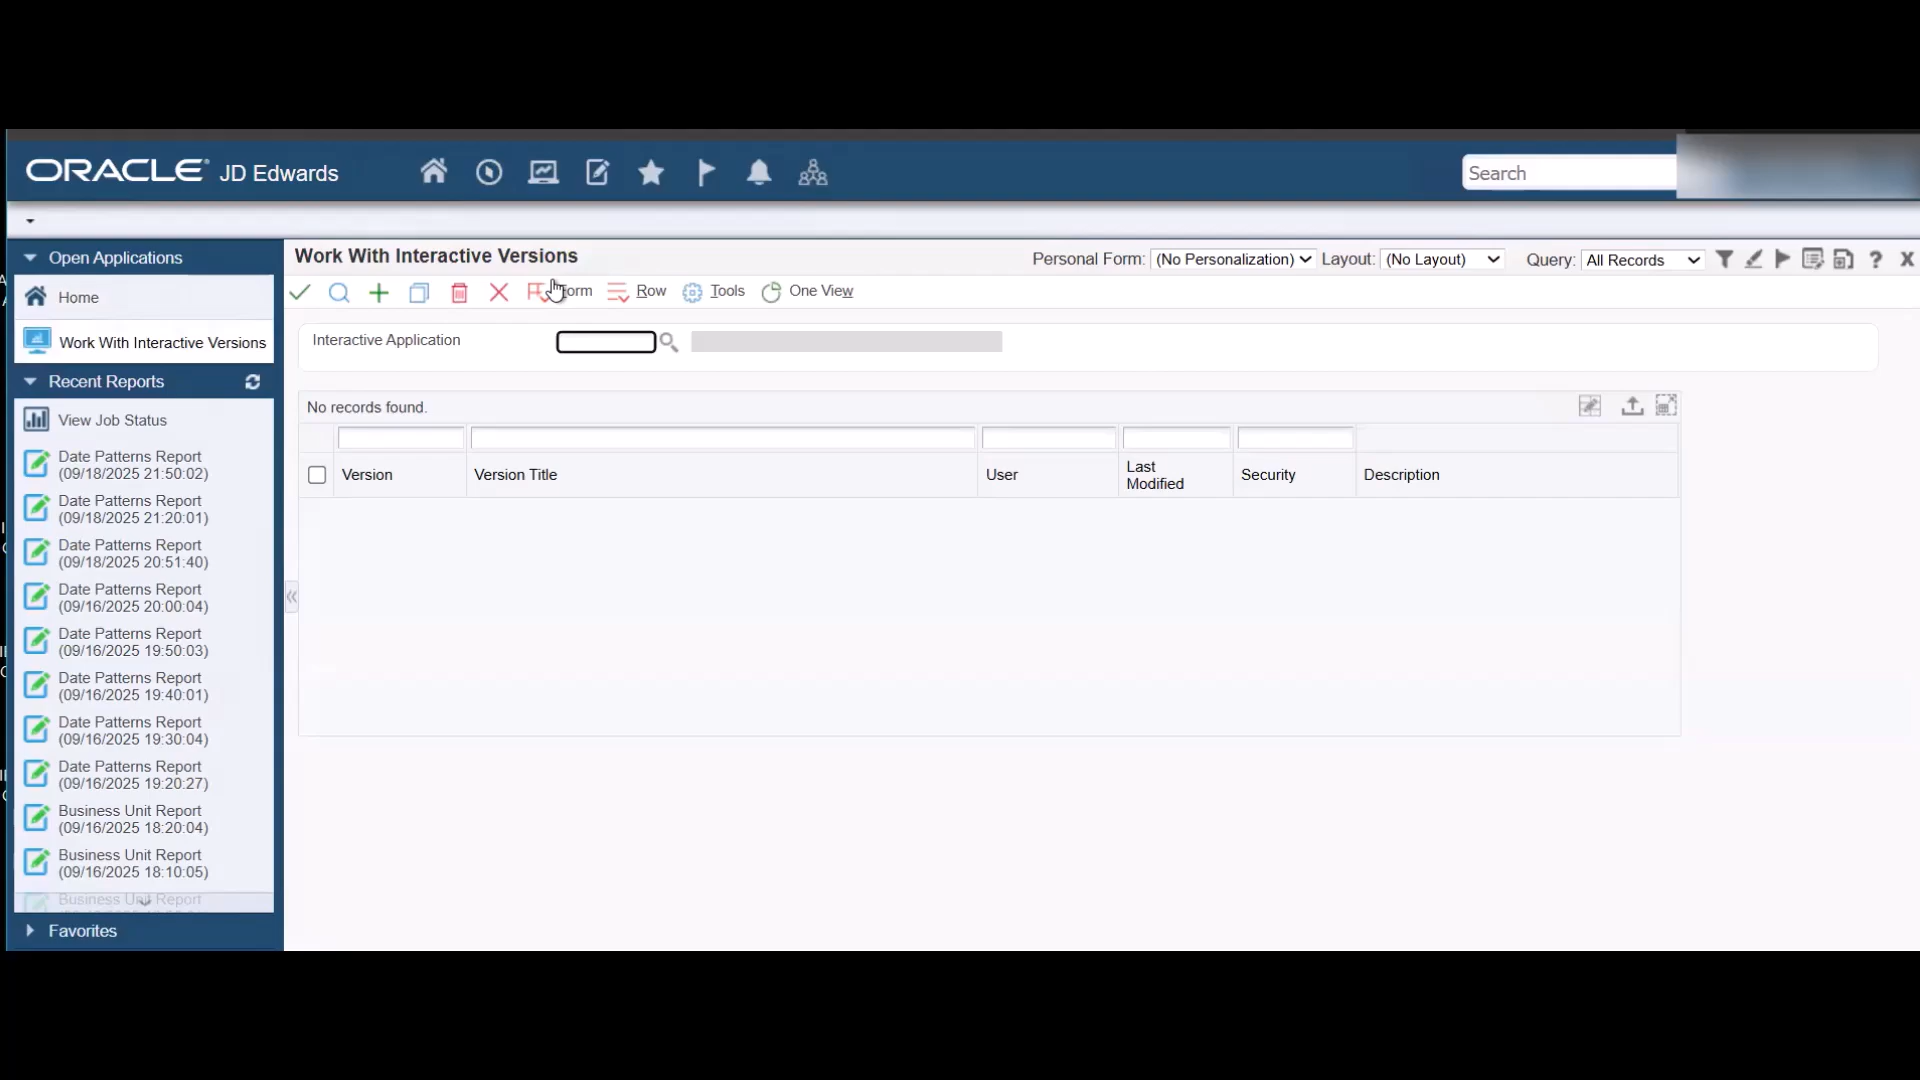 ORACLE JD Edwards
Search
Open Applications
Home
Work With Interactive Versions
Recent Reports
View Job Status
Date Patterns Report
(09/18/2025 21:50:02)
Date Patterns Report
(09/18/2025 21:20:01)
Date Patterns Report
(09/18/2025 20:51:40)
Date Patterns Report
(09/16/2025 20:00:04)
Date Patterns Report
(09/16/2025 19:50:03)
Date Patterns Report
(09/16/2025 19:40:01)
Date Patterns Report
(09/16/2025 19:30:04)
Date Patterns Report
(09/16/2025 19:20:27)
Business Unit Report
(09/16/2025 18:20:04)
Business Unit Report
(09/16/2025 18:10:05)
Business Unit Report
Favorites
Work With Interactive Versions
Personal Form: (No Personalization) Layout: (No Layout) Query: All Records
Form Row Tools One View
Interactive Application
No records found.
Version Version Title User Last Modified Security Description